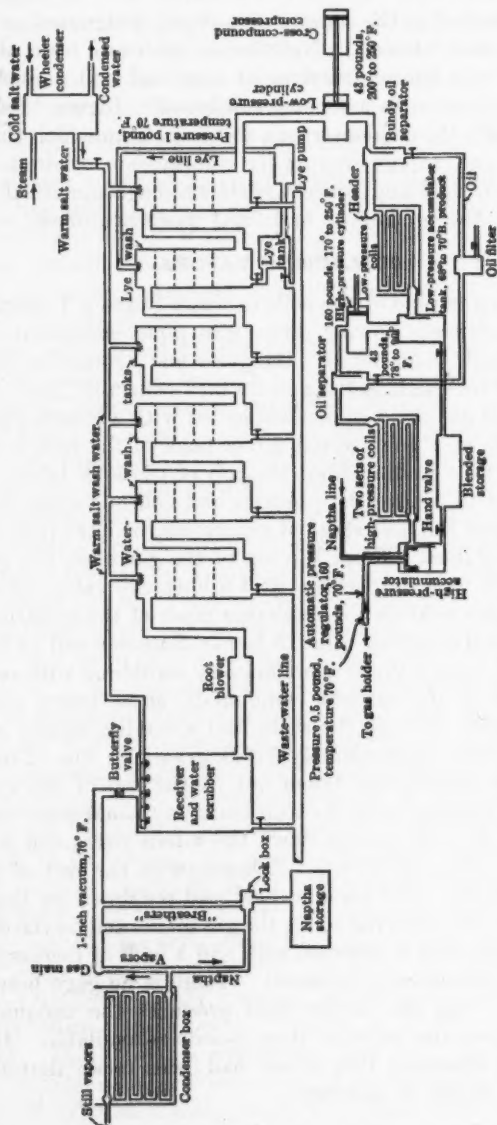 Still vapors
Condenser box
1-inch vacuum, 70° F.
Gas main
Vapors
Naptha
"Breathers"
Look box
Naptha
storage
Butterfly
valve
Receiver
and water
scrubber
Root
blower
Waste-water line
Cold salt water
Wheeler
condenser
Condensed
water
Steam
Warm salt water
Warm salt wash water
Water-
wash
tanks
Lye
wash
Lye line
Pressure, pound,
temperature 70° F.
Lye
tank
Lye pump
Cross-compound
compressor
Low-pressure
cylinder
43 pounds,
200° to 250° F.
Bundy oil
separator
Header
Oil
Oil filter
160 pounds, 170° to 250° F.
High-pressure cylinder
Low-pressure
coils
Low-pressure accumulator
tank, 68° to 70° B. product
43
pounds,
75° to 90°
F.
Oil separator
Two sets of
high-pressure coils
Hand valve
Blended
storage
Naptha line
High-pressure
accumulator
Automatic pressure
regulator, 160
pounds, 70° F.
Pressure 0.5 pound,
temperature 70° F.
To gas holder